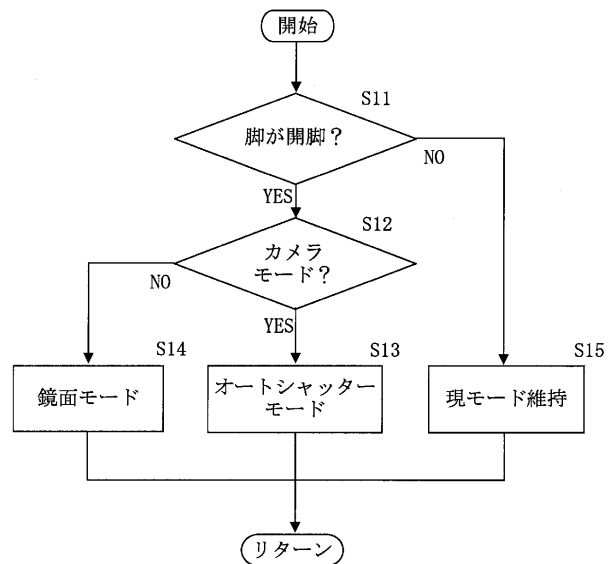 開始
S11
脚が開脚？
NO
YES
S12
カメラ
モード？
NO
YES
S14
鏡面モード
S13
オートシャッター
モード
S15
現モード維持
リターン